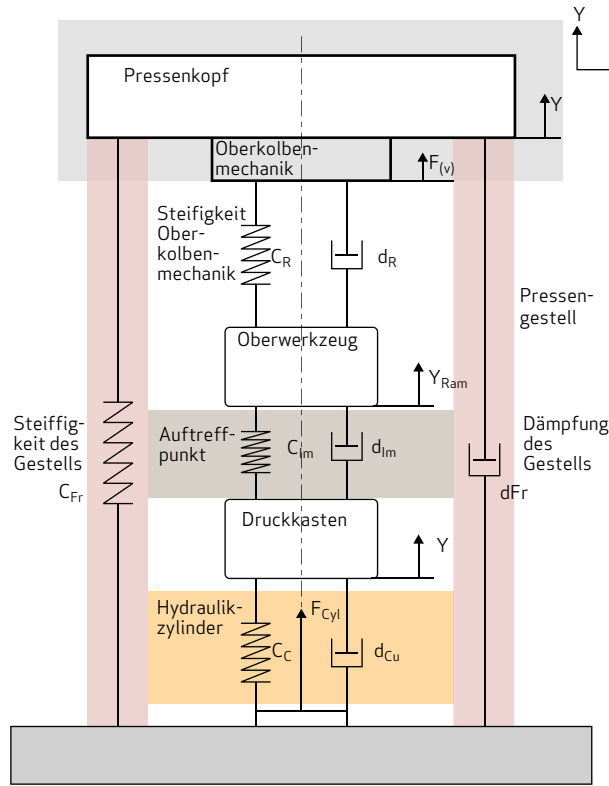 Y
Pressenkopf
Y
Oberkolben-
mechanik
F(v)
Steifigkeit
Ober-
kolben-
mechanik
CR
dR
Pressen-
gestell
Oberwerkzeug
YRam
Steiffig-
keit des
Gestells
CFr
Auftreff-
punkt
CIm
dIm
Dämpfung
des
Gestells
dFr
Druckkasten
Y
Hydraulik-
zylinder
FCyl
CC
dCu